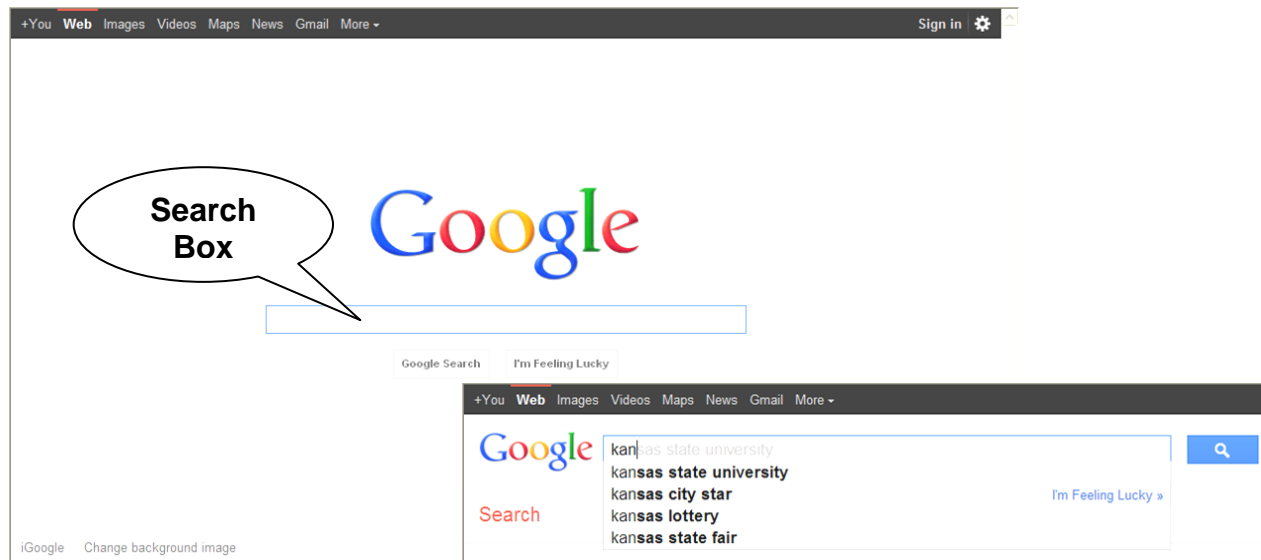 +You Web Images Videos Maps News Gmail More
Sign in
Search
Box
Google
Google Search I'm Feeling Lucky
iGoogle Change background image
+You Web Images Videos Maps News Gmail More
Google
kansas state university
kansas state university
kansas city star
I'm Feeling Lucky »
kansas lottery
kansas state fair
Search